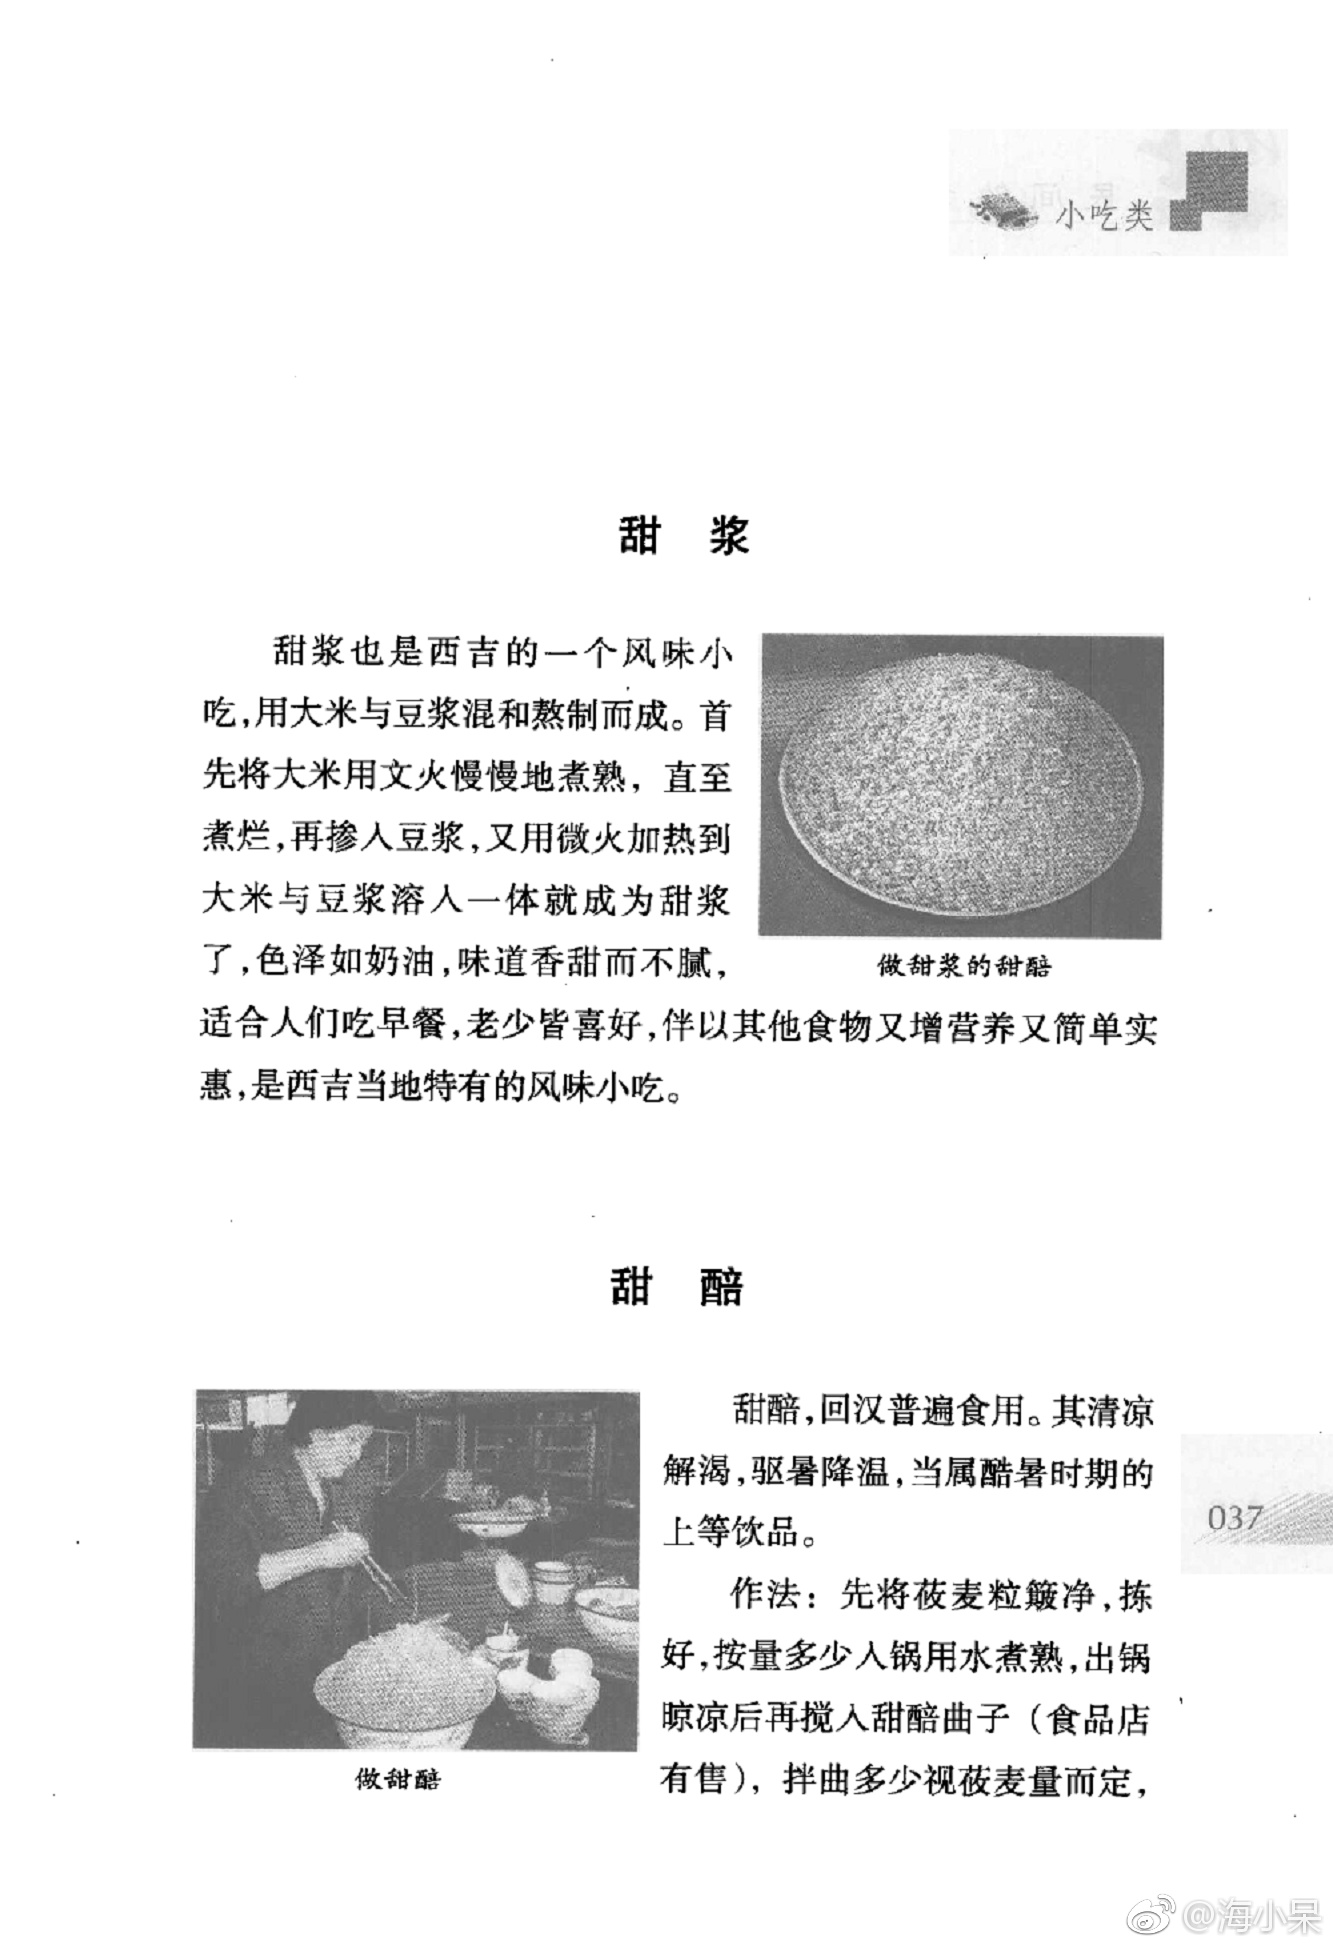 小吃类
甜 浆
甜浆也是西吉的一个风味小
吃,用大米与豆浆混和熬制而成。首
先将大米用文火慢慢地煮熟，直至
煮烂,再掺入豆浆,又用微火加热到
大米与豆浆溶入一体就成为甜浆
了,色泽如奶油,味道香甜而不腻,
做甜浆的甜醅
适合人们吃早餐,老少皆喜好,伴以其他食物又增营养又简单实
惠,是西吉当地特有的风味小吃。
甜 醅
甜醅,回汉普遍食用。其清凉
解渴,驱暑降温,当属酷暑时期的
上等饮品。
作法：先将莜麦粒簸净,拣
好,按量多少入锅用水煮熟,出锅
晾凉后再搅入甜醅曲子（食品店
有售），拌曲多少视莜麦量而定,
做甜醅
037
@海小呆